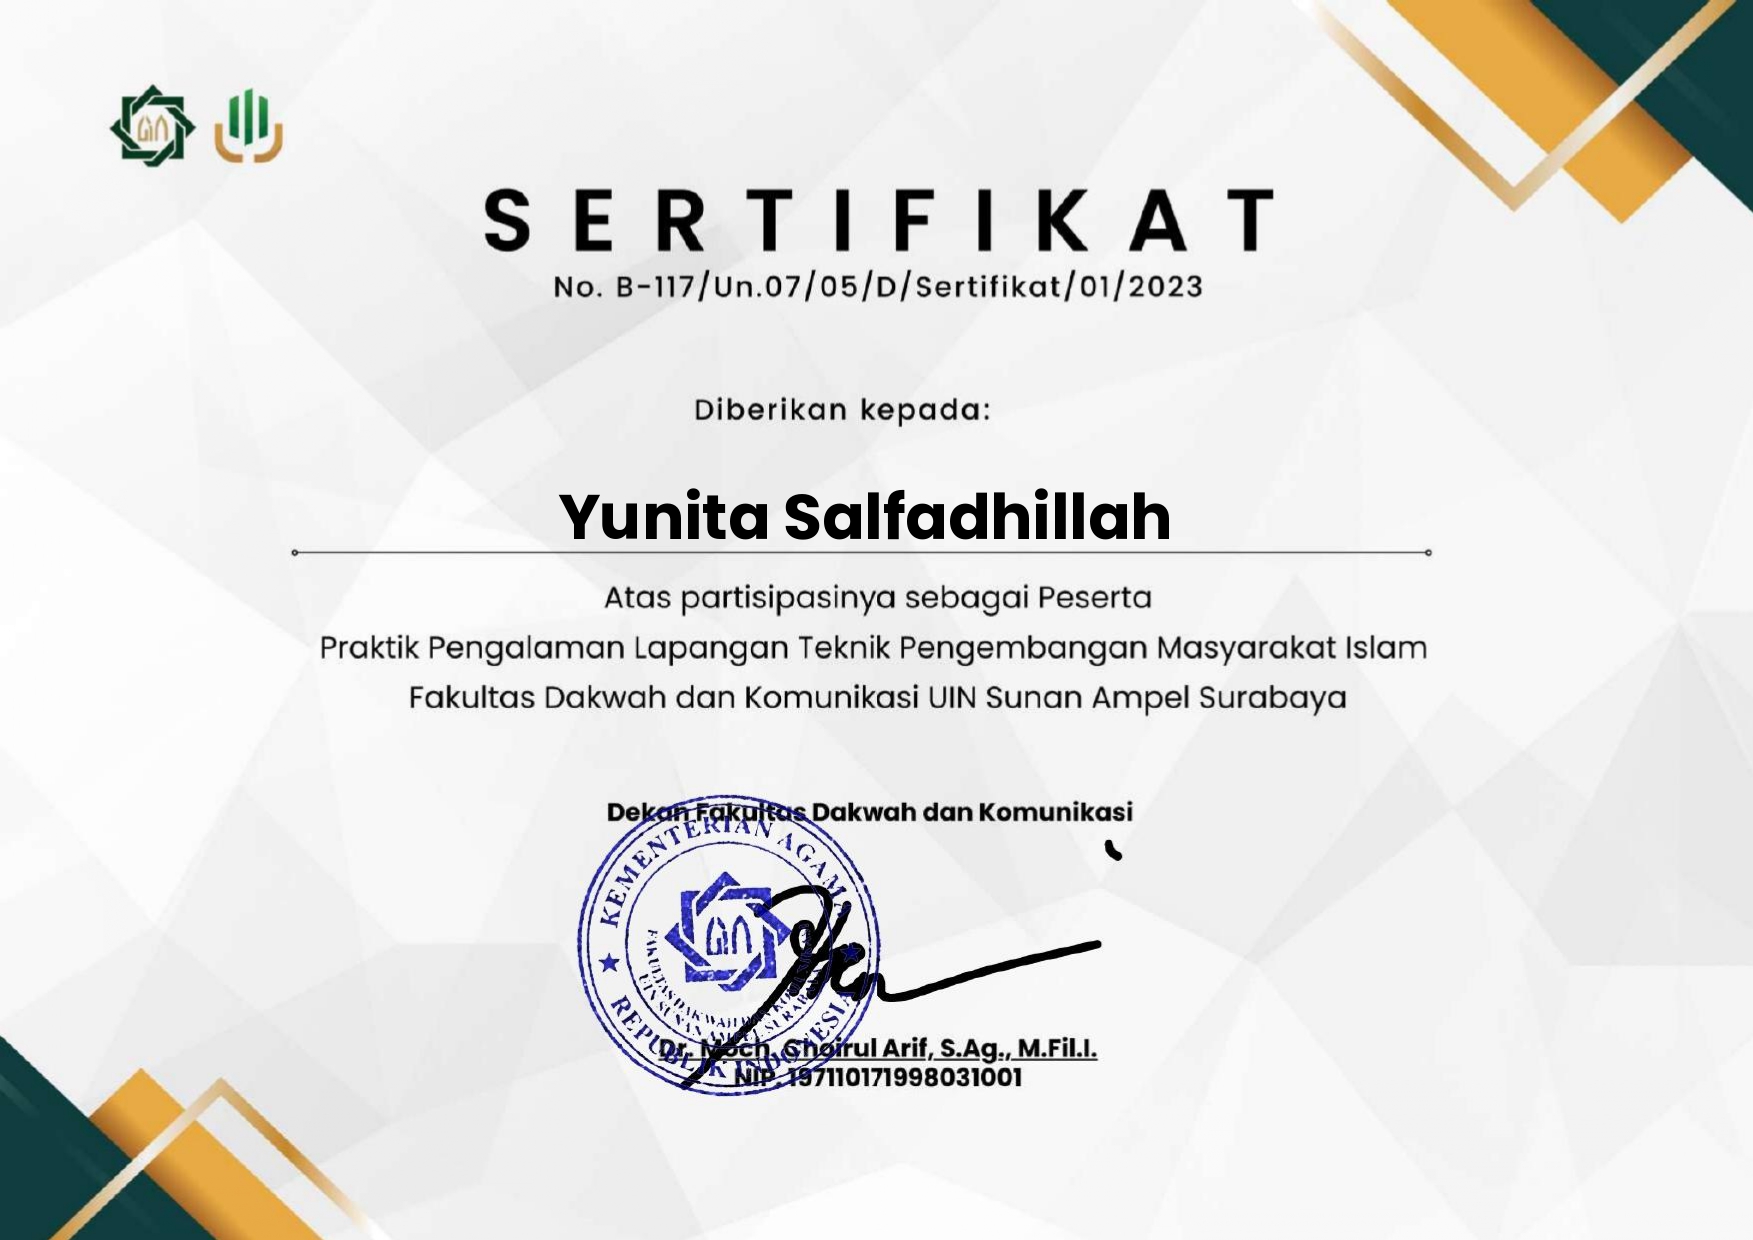 SERTIFIKAT
No. B-117/Un.07/05/D/Sertifikat/01/2023
Diberikan kepada:
Yunita Salfadhillah
Atas partisipasinya sebagai Peserta
Praktik Pengalaman Lapangan Teknik Pengembangan Masyarakat Islam
Fakultas Dakwah dan Komunikasi UIN Sunan Ampel Surabaya
Dekan Fakultas Dakwah dan Komunikasi
KEMENTERIAN AGAMA
REPUBLIK INDONESIA
FAKULTAS DAKWAH DAN KOMUNIKASI
UIN SUNAN AMPEL SURABAYA
Dr. Moch. Choirul Arif, S.Ag., M.Fil.I.
NIP. 197110171998031001